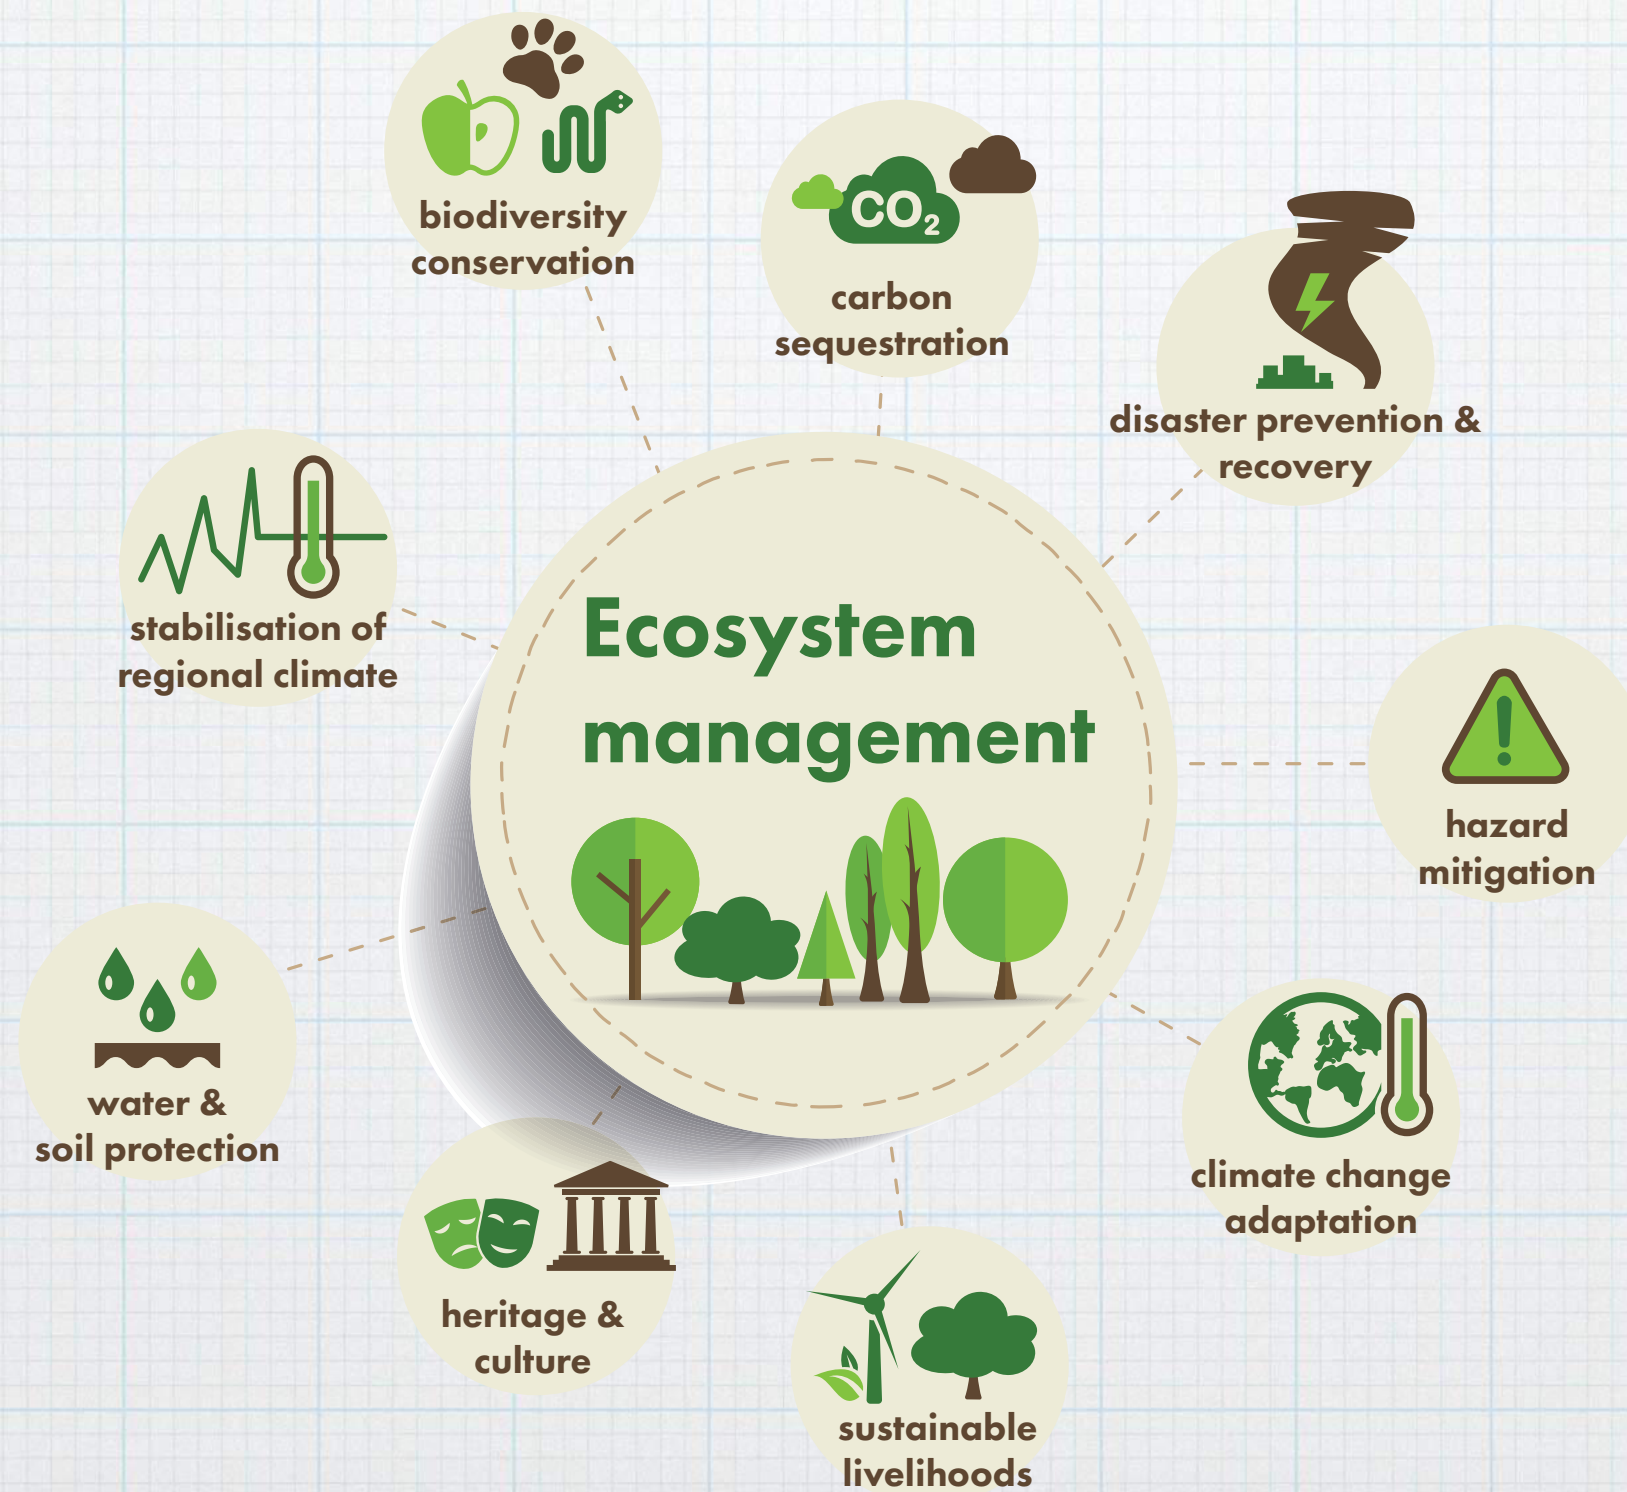 biodiversity
conservation
CO₂
carbon
sequestration
disaster prevention &
recovery
stabilisation of
regional climate
Ecosystem
management
hazard
mitigation
water &
soil protection
climate change
adaptation
heritage &
culture
sustainable
livelihoods